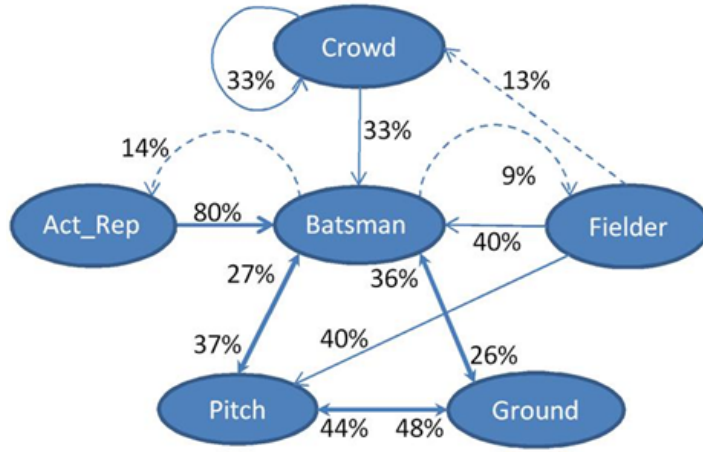 Crowd
33%
13%
33%
14%
9%
Act_Rep
80%
Batsman
40%
Fielder
27%
36%
37%
40%
26%
Pitch
44%
48%
Ground